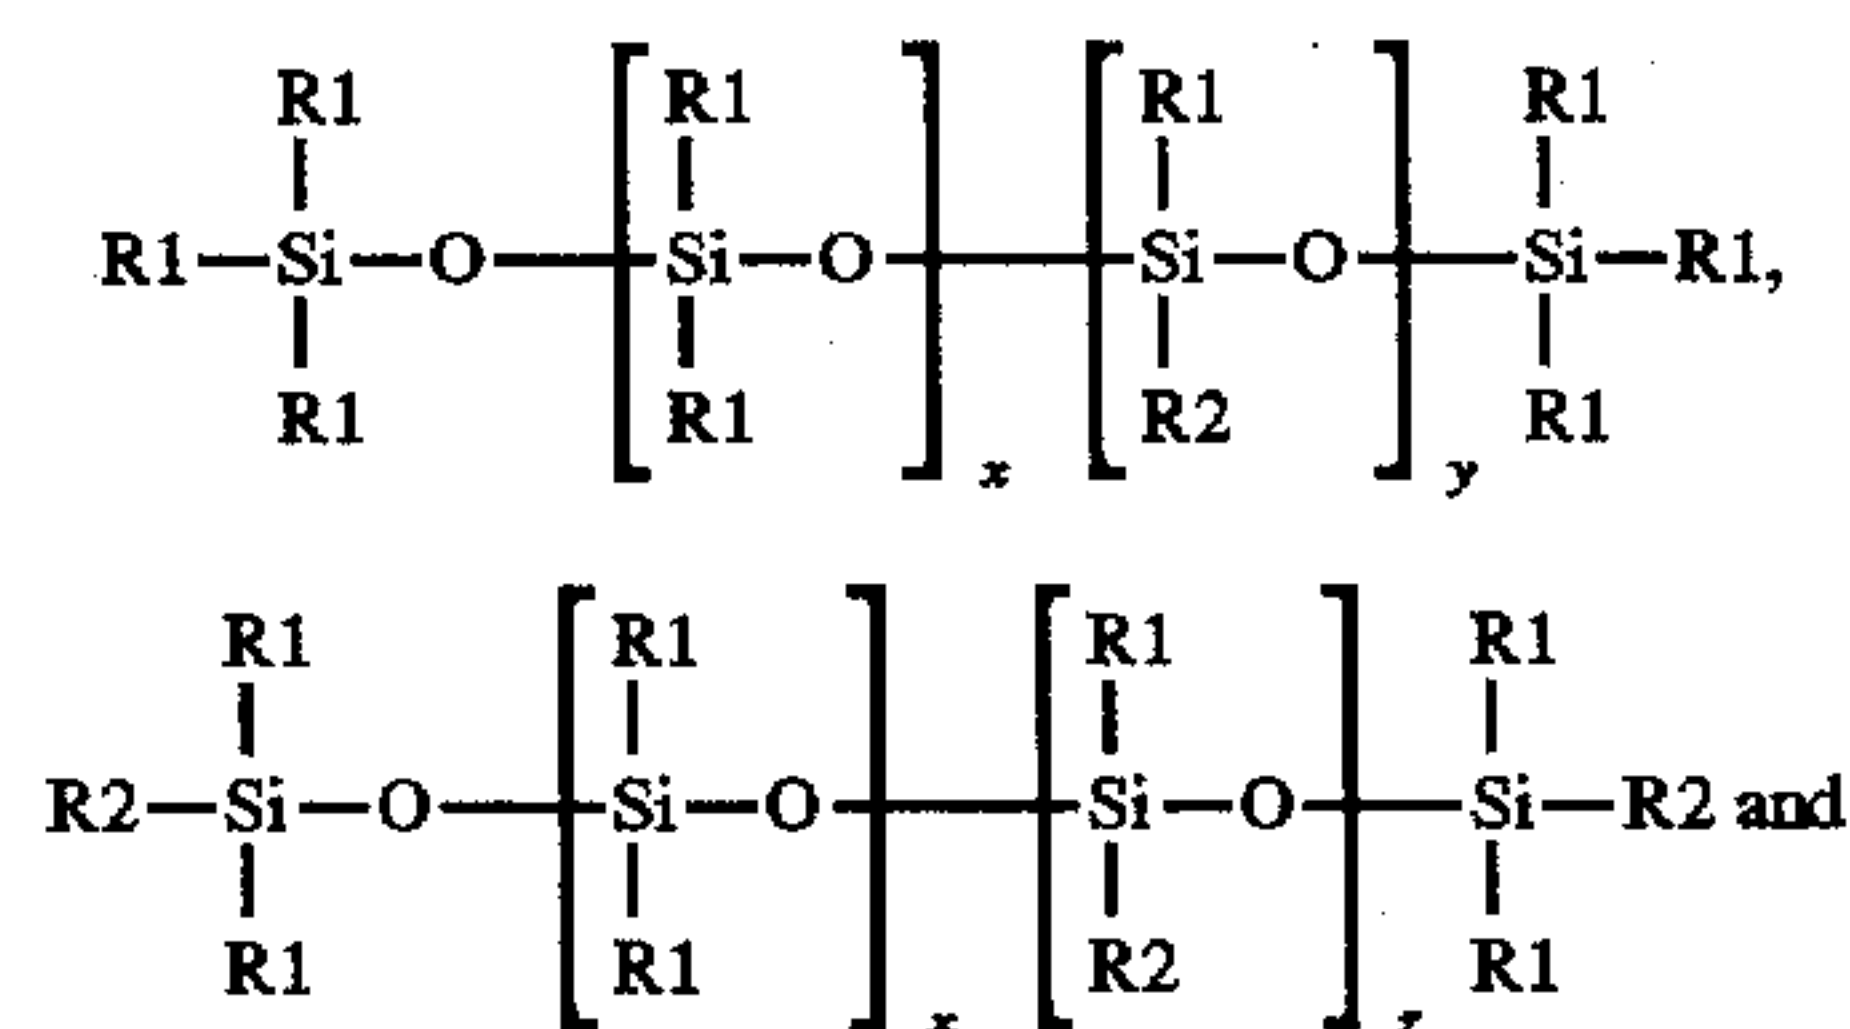 R1 R1 R1 R1
R1—Si—O—[Si—O—]x—[Si—O—]y—Si—R1,
R1 R1 R2 R1
R1 R1 R1 R1
R2—Si—O—[Si—O—]x—[Si—O—]z—Si—R2 and
R1 R1 R2 R1